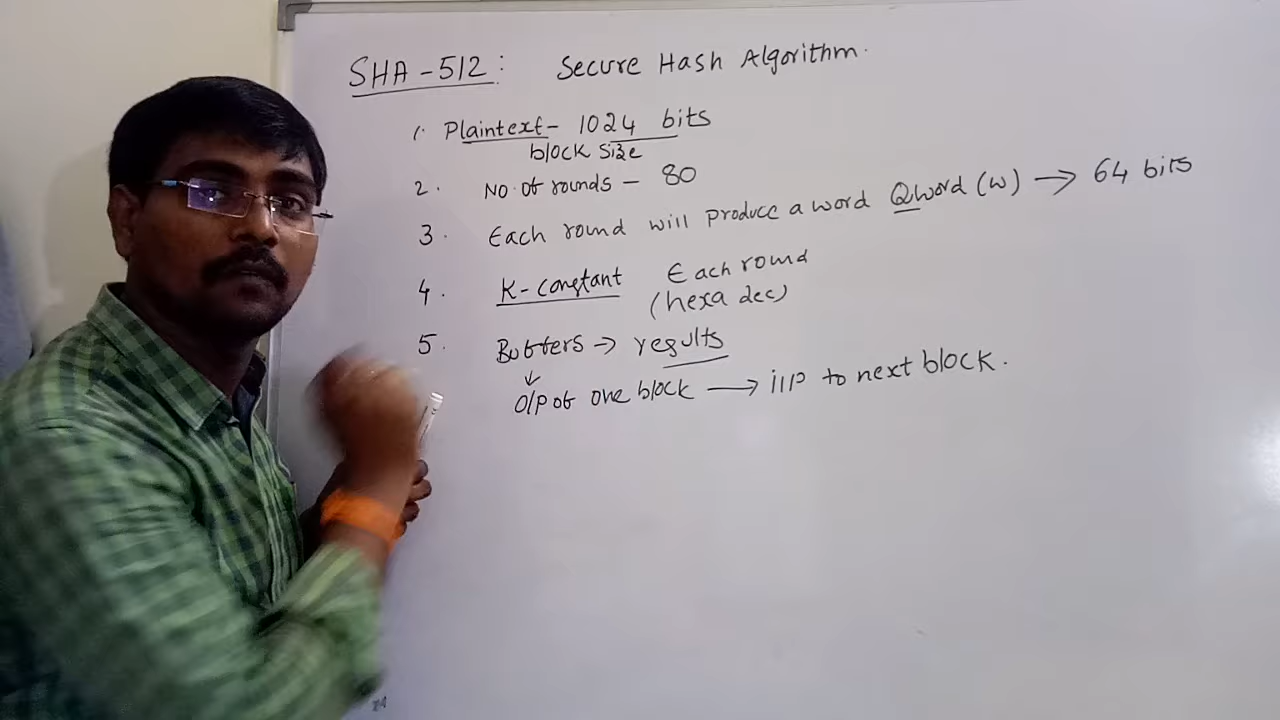 SHA-512: Secure Hash Algorithm.
1. Plaintext - 1024 bits
block size
2. No. of rounds - 80
3. Each round will produce a word Qword (w) → 64 bits
4. K-constant Each round
(hexa dec)
5. Buffers → results
↓
O/P of one block → i/p to next block.